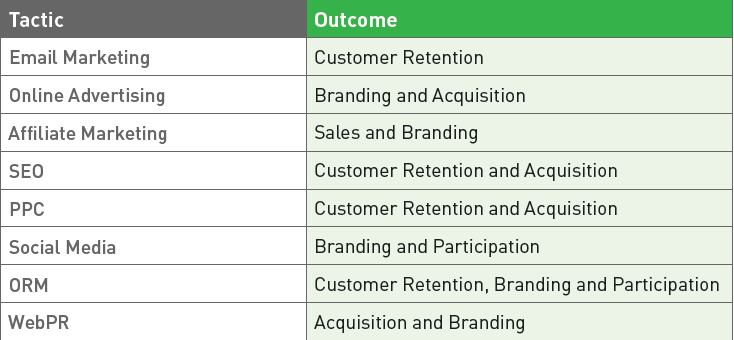 Tactic Outcome
Email Marketing Customer Retention
Online Advertising Branding and Acquisition
Affiliate Marketing Sales and Branding
SEO Customer Retention and Acquisition
PPC Customer Retention and Acquisition
Social Media Branding and Participation
ORM Customer Retention, Branding and Participation
WebPR Acquisition and Branding